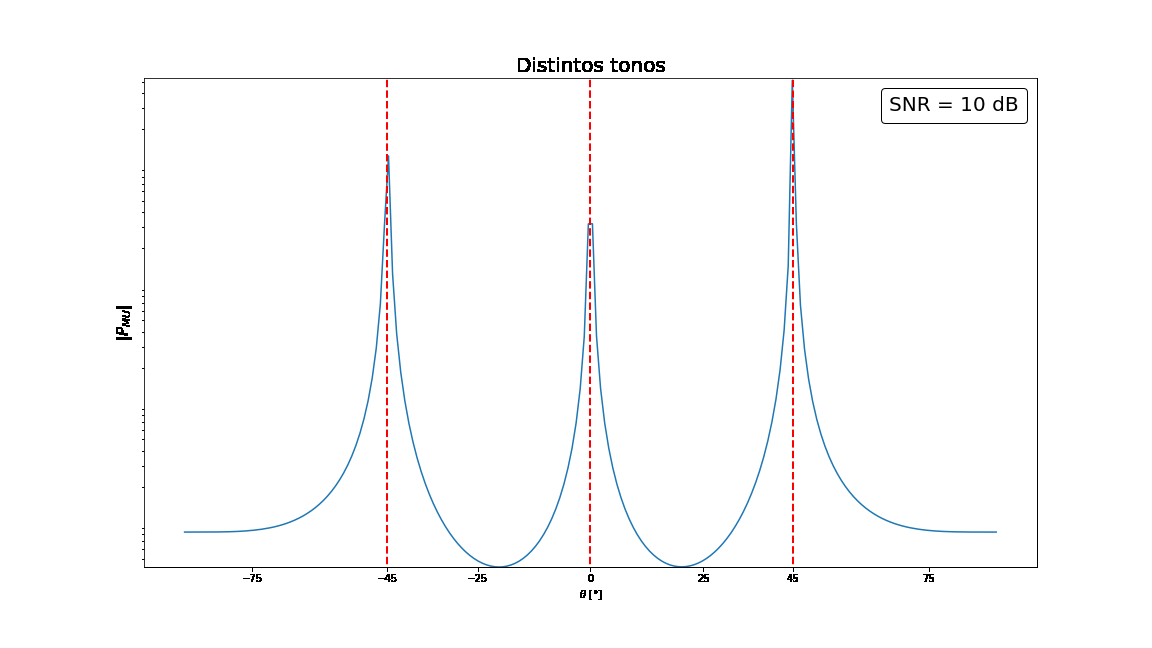 Distintos tonos
SNR = 10 dB
|P_MU|
−75 −45 −25 0 25 45 75
θ [°]